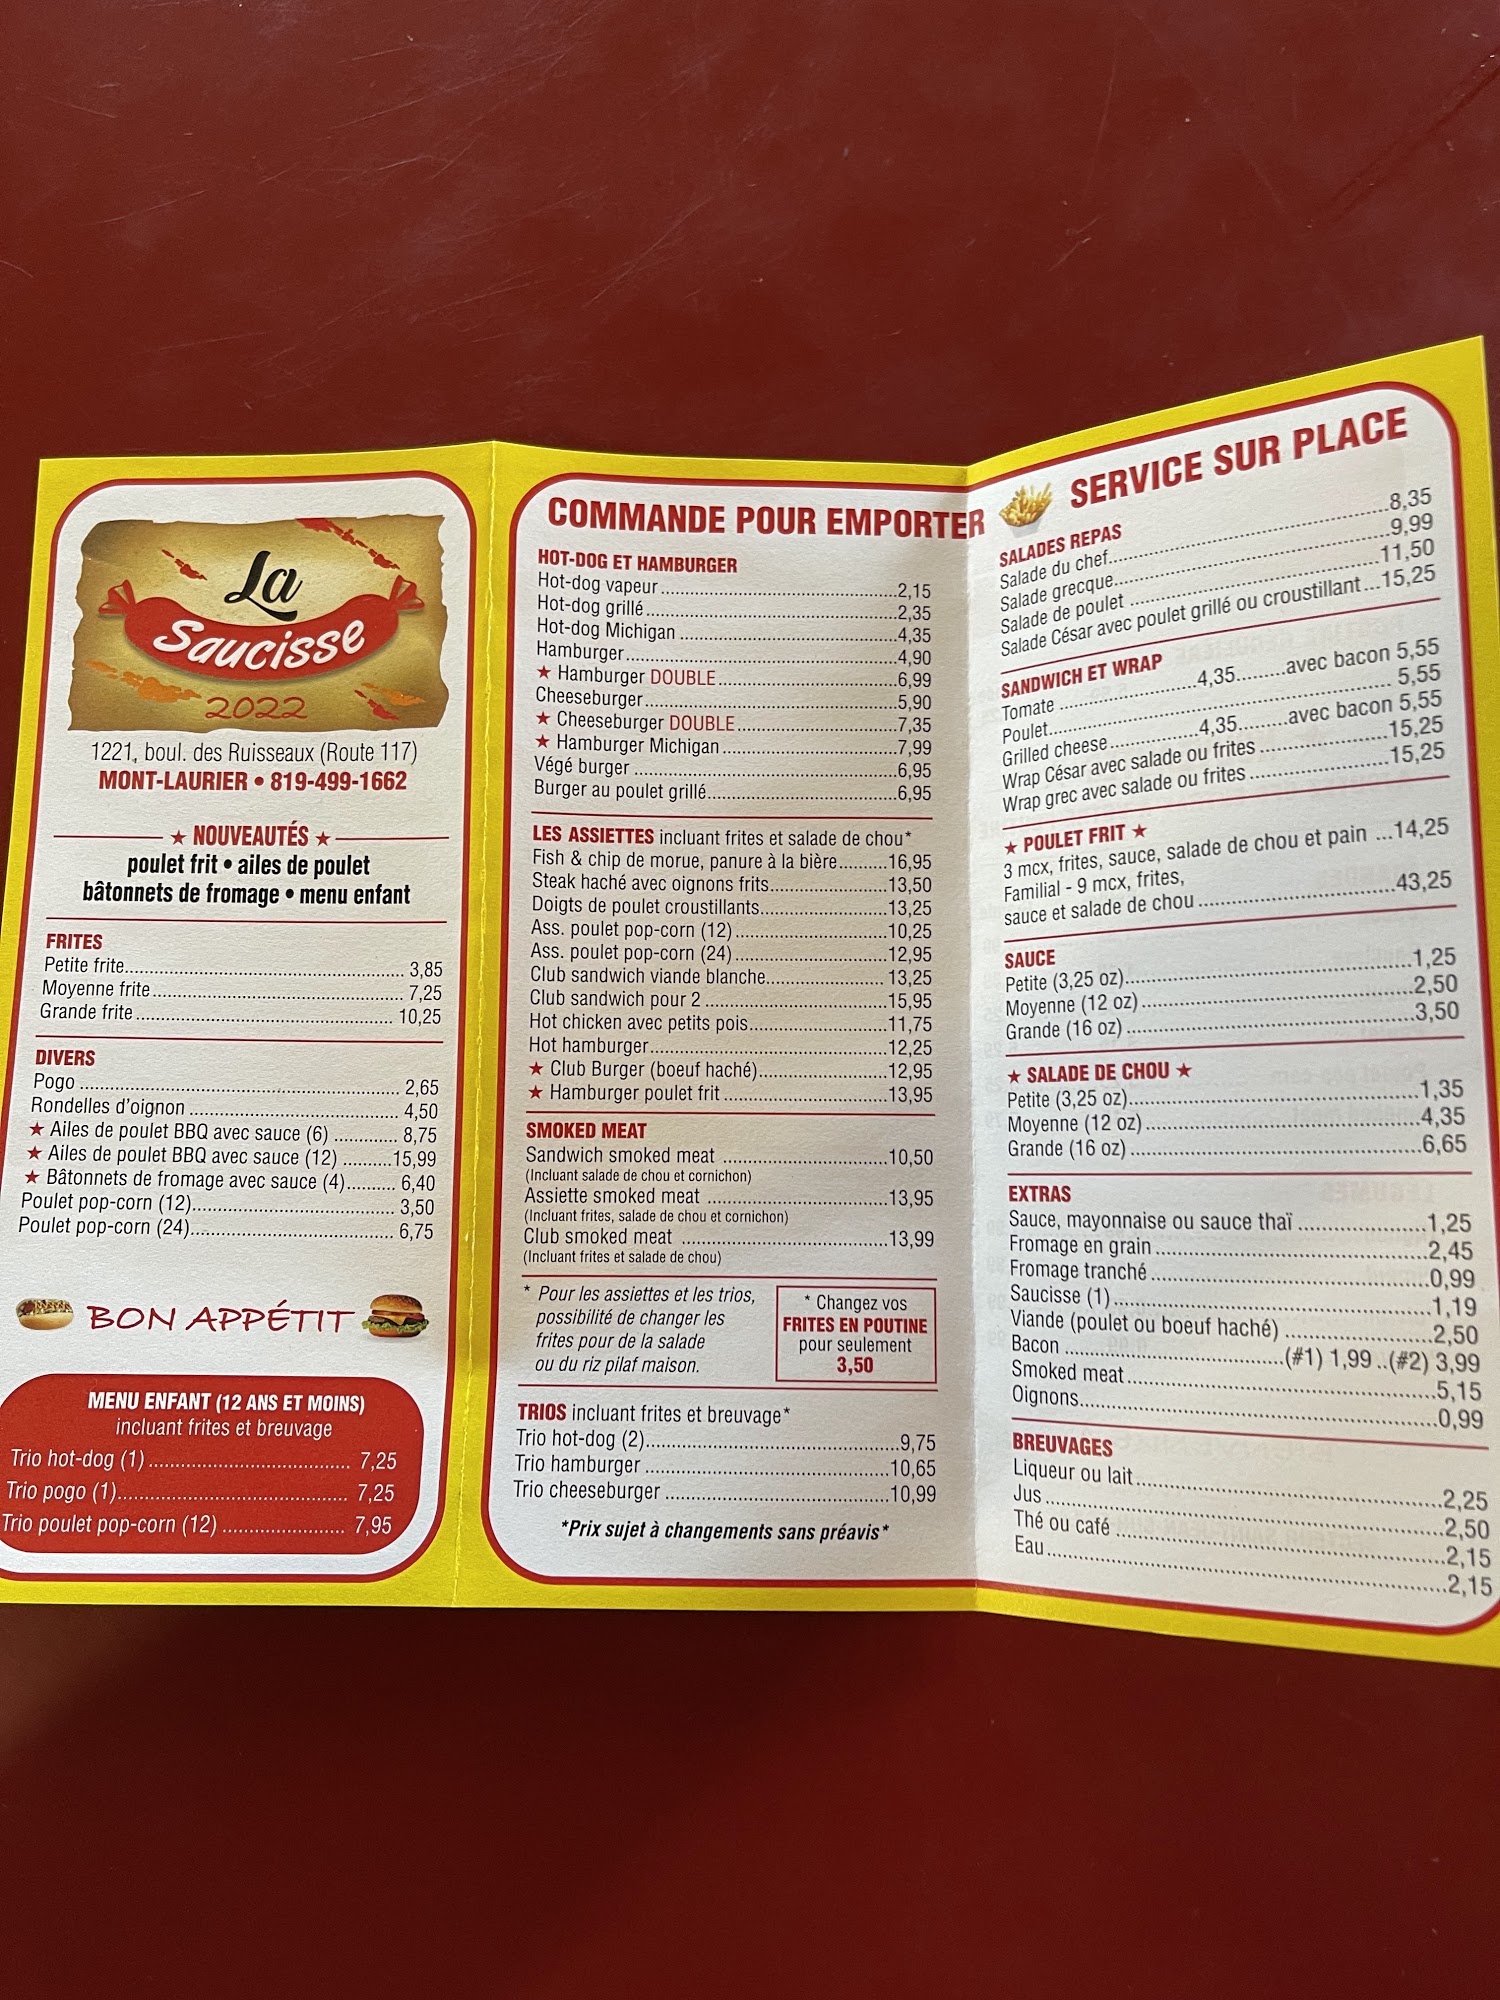 La
Saucisse
2022
1221, boul. des Ruisseaux (Route 117)
MONT-LAURIER • 819-499-1662
★ NOUVEAUTÉS ★
poulet frit • ailes de poulet
bâtonnets de fromage • menu enfant
FRITES
Petite frite 3,85
Moyenne frite 7,25
Grande frite 10,25
DIVERS
Pogo 2,65
Rondelles d'oignon 4,50
★ Ailes de poulet BBQ avec sauce (6) 8,75
★ Ailes de poulet BBQ avec sauce (12) 15,99
★ Bâtonnets de fromage avec sauce (4) 6,40
Poulet pop-corn (12) 3,50
Poulet pop-corn (24) 6,75
BON APPÉTIT
MENU ENFANT (12 ANS ET MOINS)
incluant frites et breuvage
Trio hot-dog (1) 7,25
Trio pogo (1) 7,25
Trio poulet pop-corn (12) 7,95
COMMANDE POUR EMPORTER
HOT-DOG ET HAMBURGER
Hot-dog vapeur 2,15
Hot-dog grillé 2,35
Hot-dog Michigan 4,35
Hamburger 4,90
★ Hamburger DOUBLE 6,99
Cheeseburger 5,90
★ Cheeseburger DOUBLE 7,35
★ Hamburger Michigan 7,99
Végé burger 6,95
Burger au poulet grillé 6,95
LES ASSIETTES incluant frites et salade de chou*
Fish & chip de morue, panure à la bière 16,95
Steak haché avec oignons frits 13,50
Doigts de poulet croustillants 13,25
Ass. poulet pop-corn (12) 10,25
Ass. poulet pop-corn (24) 12,95
Club sandwich viande blanche 13,25
Club sandwich pour 2 15,95
Hot chicken avec petits pois 11,75
Hot hamburger 12,25
★ Club Burger (boeuf haché) 12,95
★ Hamburger poulet frit 13,95
SMOKED MEAT
Sandwich smoked meat 10,50
(Incluant salade de chou et cornichon)
Assiette smoked meat 13,95
(Incluant frites, salade de chou et cornichon)
Club smoked meat 13,99
(Incluant frites et salade de chou)
* Pour les assiettes et les trios,
possibilité de changer les
frites pour de la salade
ou du riz pilaf maison.
* Changez vos
FRITES EN POUTINE
pour seulement
3,50
TRIOS incluant frites et breuvage*
Trio hot-dog (2) 9,75
Trio hamburger 10,65
Trio cheeseburger 10,99
*Prix sujet à changements sans préavis*
SERVICE SUR PLACE
SALADES REPAS
Salade du chef 8,35
Salade grecque 9,99
Salade de poulet 11,50
Salade César avec poulet grillé ou croustillant 15,25
SANDWICH ET WRAP
Tomate 4,35 avec bacon 5,55
Poulet 5,55
Grilled cheese 4,35 avec bacon 5,55
Wrap César avec salade ou frites 15,25
Wrap grec avec salade ou frites 15,25
★ POULET FRIT ★
3 mcx, frites, sauce, salade de chou et pain 14,25
Familial - 9 mcx, frites,
sauce et salade de chou 43,25
SAUCE
Petite (3,25 oz) 1,25
Moyenne (12 oz) 2,50
Grande (16 oz) 3,50
★ SALADE DE CHOU ★
Petite (3,25 oz) 1,35
Moyenne (12 oz) 4,35
Grande (16 oz) 6,65
EXTRAS
Sauce, mayonnaise ou sauce thaï 1,25
Fromage en grain 2,45
Fromage tranché 0,99
Saucisse (1) 1,19
Viande (poulet ou boeuf haché) 2,50
Bacon (#1) 1,99 ..(#2) 3,99
Smoked meat 5,15
Oignons 0,99
BREUVAGES
Liqueur ou lait 2,25
Jus 2,50
Thé ou café 2,15
Eau 2,15